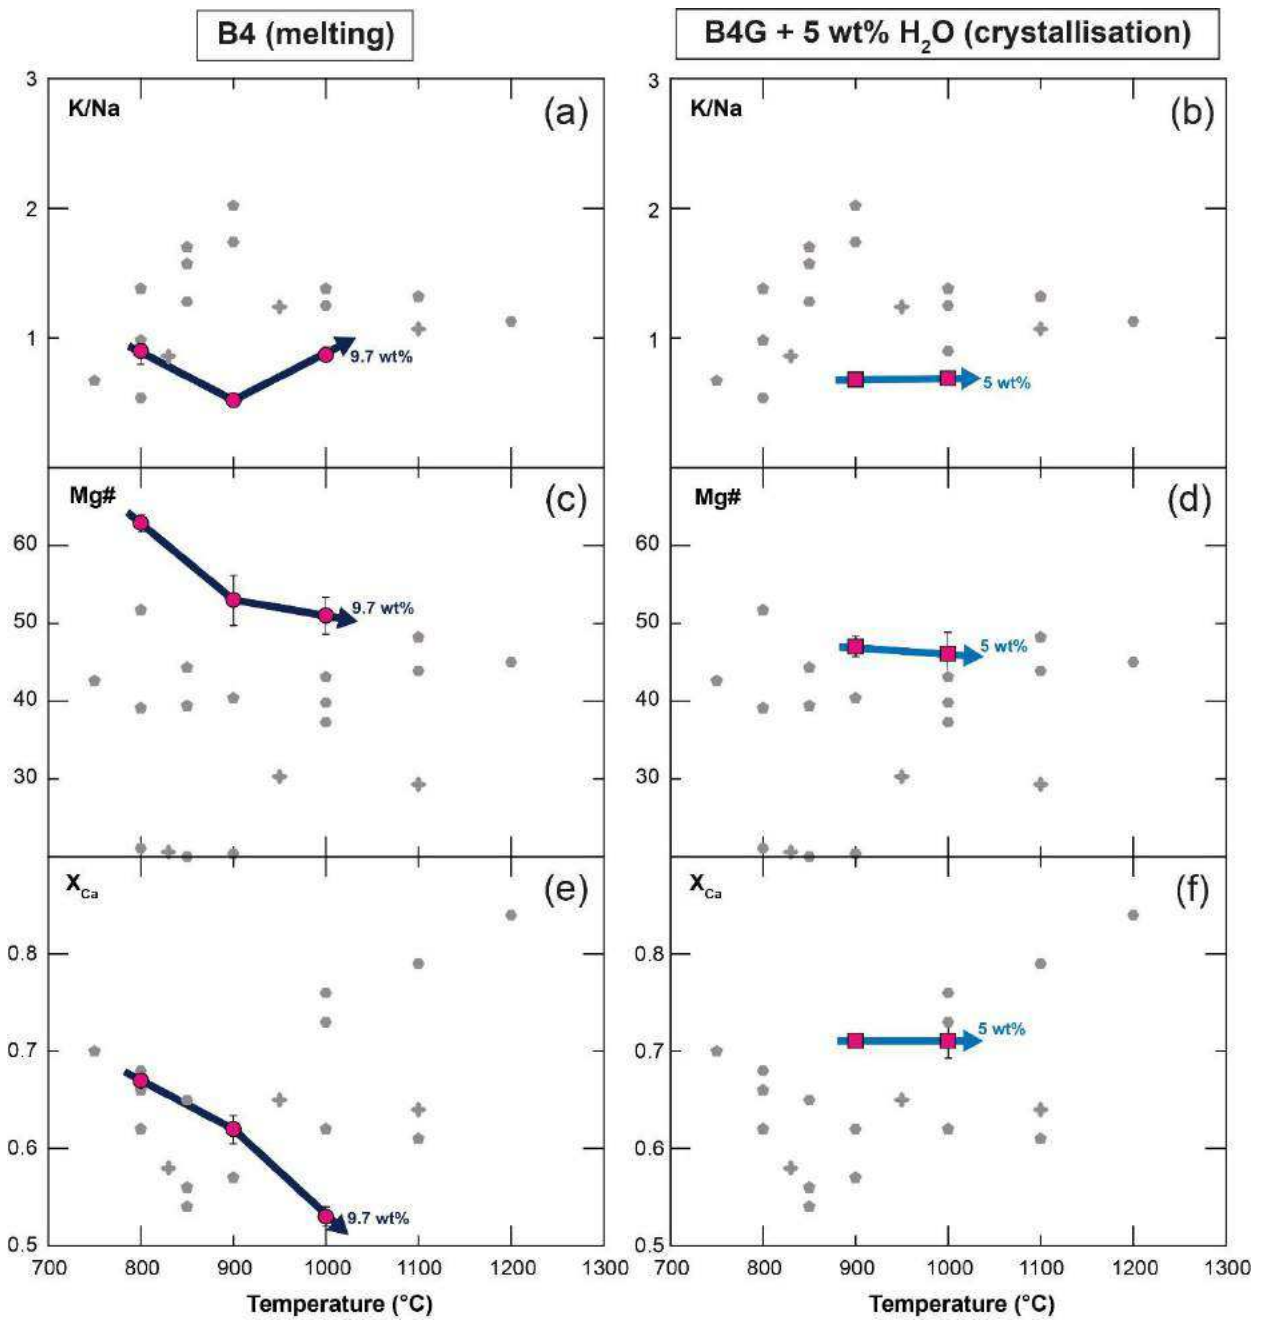 B4 (melting)
B4G + 5 wt% H₂O (crystallisation)
3
K/Na
(a)
2
1
9.7 wt%
3
K/Na
(b)
2
1
5 wt%
Mg#
(c)
60
50
40
30
9.7 wt%
Mg#
(d)
60
50
40
30
5 wt%
X_Ca
(e)
0.8
0.7
0.6
0.5
9.7 wt%
700 800 900 1000 1100 1200 1300
Temperature (°C)
X_Ca
(f)
0.8
0.7
0.6
0.5
5 wt%
700 800 900 1000 1100 1200 1300
Temperature (°C)